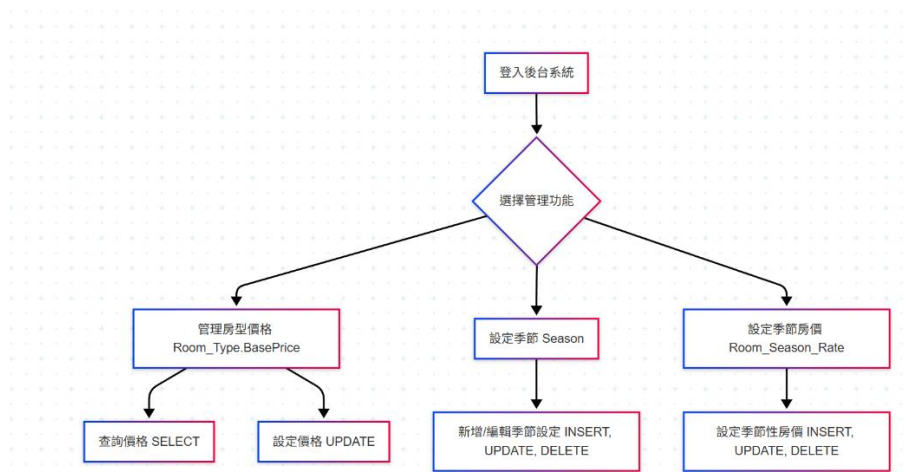 登入後台系統
選擇管理功能
管理房型價格
Room_Type.BasePrice
設定季節 Season
設定季節房價
Room_Season_Rate
查詢價格 SELECT
設定價格 UPDATE
新增/編輯季節設定 INSERT,
UPDATE, DELETE
設定季節性房價 INSERT,
UPDATE, DELETE